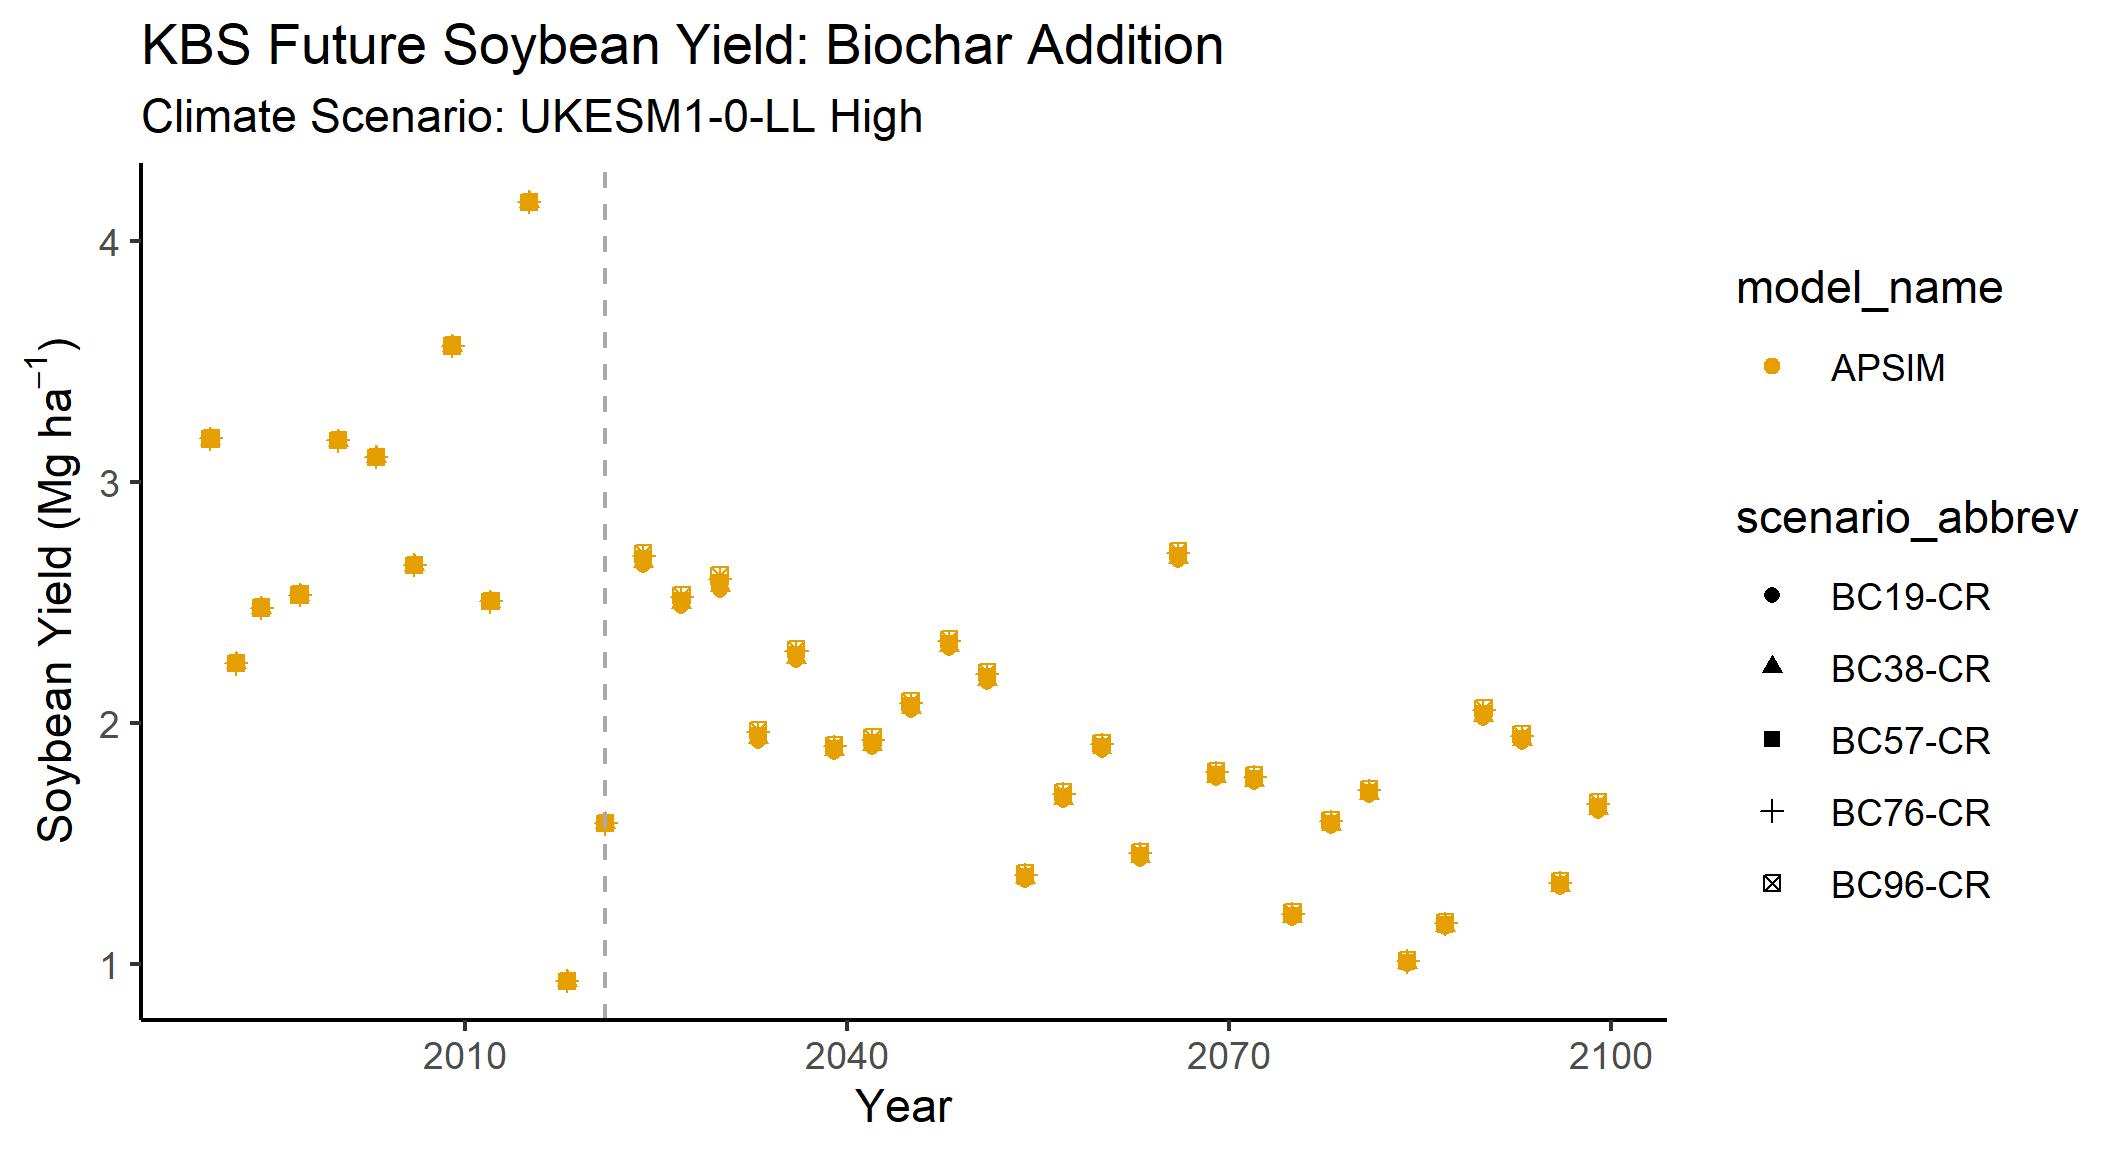 KBS Future Soybean Yield: Biochar Addition
Climate Scenario: UKESM1-0-LL High
Soybean Yield (Mg ha⁻¹)
4
3
2
1
2010
2040
2070
2100
Year
model_name
APSIM
scenario_abbrev
BC19-CR
BC38-CR
BC57-CR
BC76-CR
BC96-CR